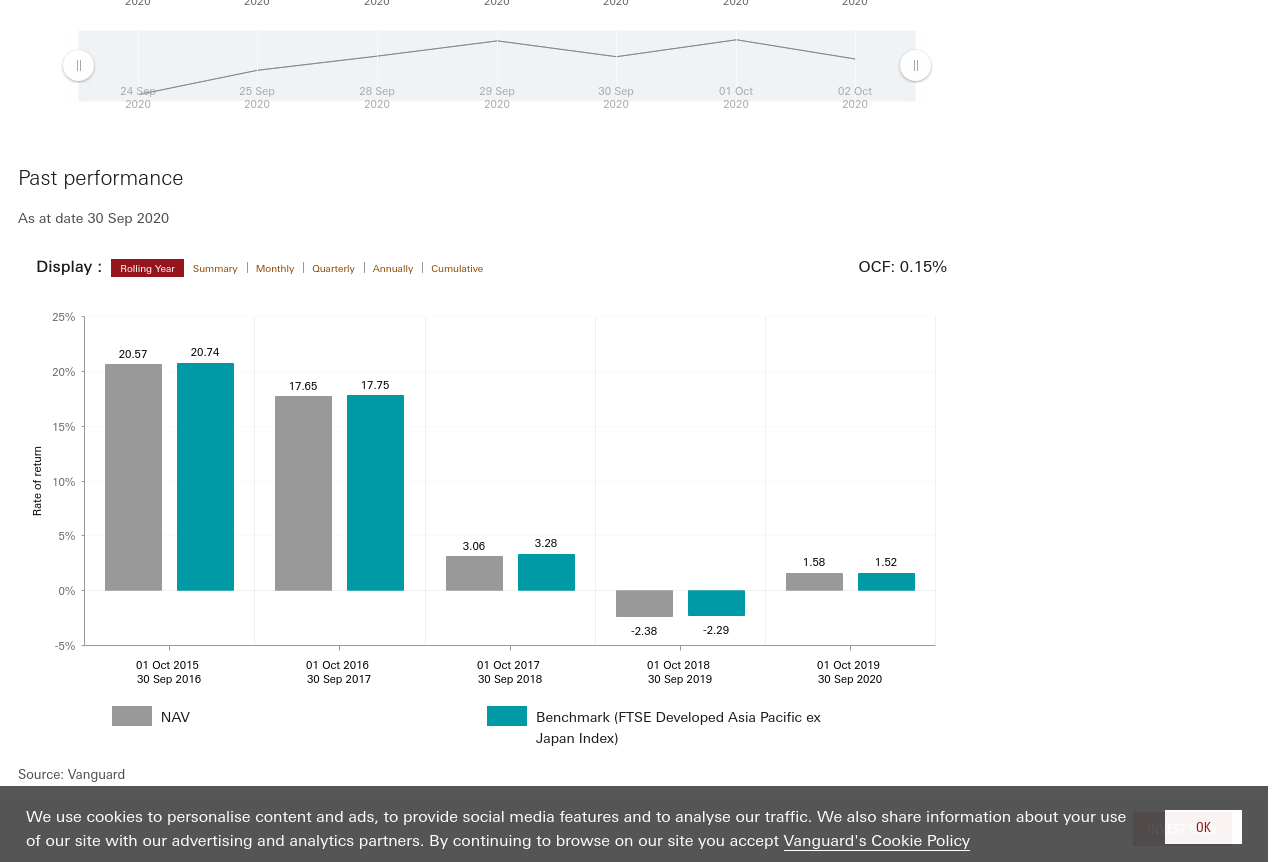 2020 2020 2020 2020 2020 2020 2020
24 Sep 25 Sep 28 Sep 29 Sep 30 Sep 01 Oct 02 Oct
2020 2020 2020 2020 2020 2020 2020
Past performance
As at date 30 Sep 2020
Display : Rolling Year Summary Monthly Quarterly Annually Cumulative OCF: 0.15%
25%
20%
15%
10%
5%
0%
-5%
Rate of return
20.57 20.74
17.65 17.75
3.06 3.28
-2.38 -2.29
1.58 1.52
01 Oct 2015 01 Oct 2016 01 Oct 2017 01 Oct 2018 01 Oct 2019
30 Sep 2016 30 Sep 2017 30 Sep 2018 30 Sep 2019 30 Sep 2020
NAV Benchmark (FTSE Developed Asia Pacific ex
Japan Index)
Source: Vanguard
We use cookies to personalise content and ads, to provide social media features and to analyse our traffic. We also share information about your use
of our site with our advertising and analytics partners. By continuing to browse on our site you accept Vanguard's Cookie Policy
OK